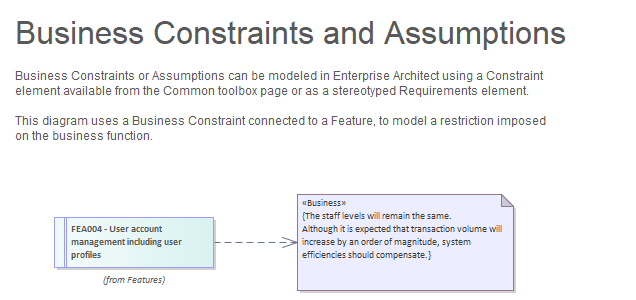 Business Constraints and Assumptions
Business Constraints or Assumptions can be modeled in Enterprise Architect using a Constraint
element available from the Common toolbox page or as a stereotyped Requirements element.
This diagram uses a Business Constraint connected to a Feature, to model a restriction imposed
on the business function.
«Business»
{The staff levels will remain the same.
Although it is expected that transaction volume will
increase by an order of magnitude, system
efficiencies should compensate.}
FEA004 - User account
management including user
profiles
(from Features)